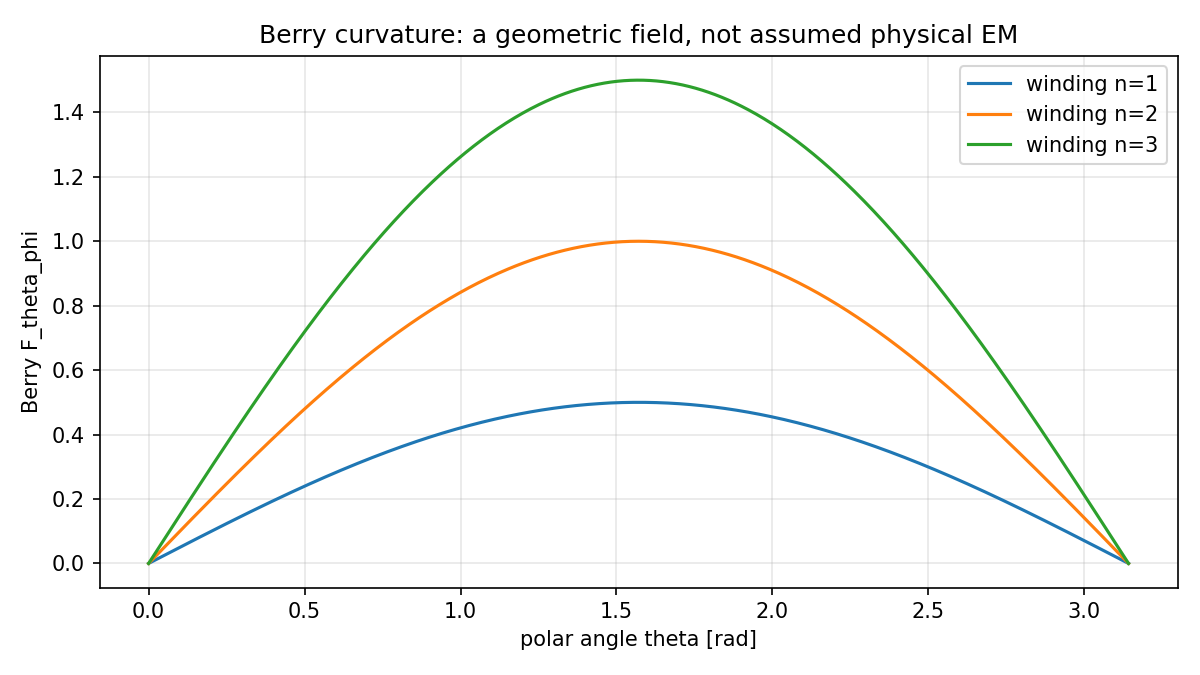 Berry curvature: a geometric field, not assumed physical EM
winding n=1
winding n=2
winding n=3
Berry F_theta_phi
1.4
1.2
1.0
0.8
0.6
0.4
0.2
0.0
0.0 0.5 1.0 1.5 2.0 2.5 3.0
polar angle theta [rad]